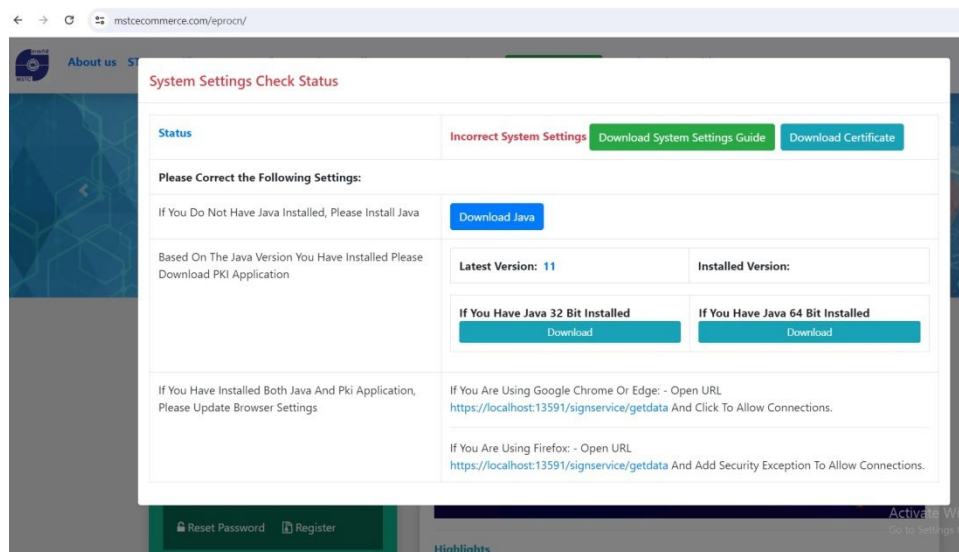 mstcecommerce.com/eprocn/
MSTC
About us ST
System Settings Check Status
Status
Incorrect System Settings Download System Settings Guide Download Certificate
Please Correct the Following Settings:
If You Do Not Have Java Installed, Please Install Java
Download Java
Based On The Java Version You Have Installed Please
Download PKI Application
Latest Version: 11
Installed Version:
If You Have Java 32 Bit Installed
Download
If You Have Java 64 Bit Installed
Download
If You Have Installed Both Java And Pki Application,
Please Update Browser Settings
If You Are Using Google Chrome Or Edge: - Open URL
https://localhost:13591/signservice/getdata And Click To Allow Connections.
If You Are Using Firefox: - Open URL
https://localhost:13591/signservice/getdata And Add Security Exception To Allow Connections.
Reset Password Register
Highlights
Activate W
Go to Settings